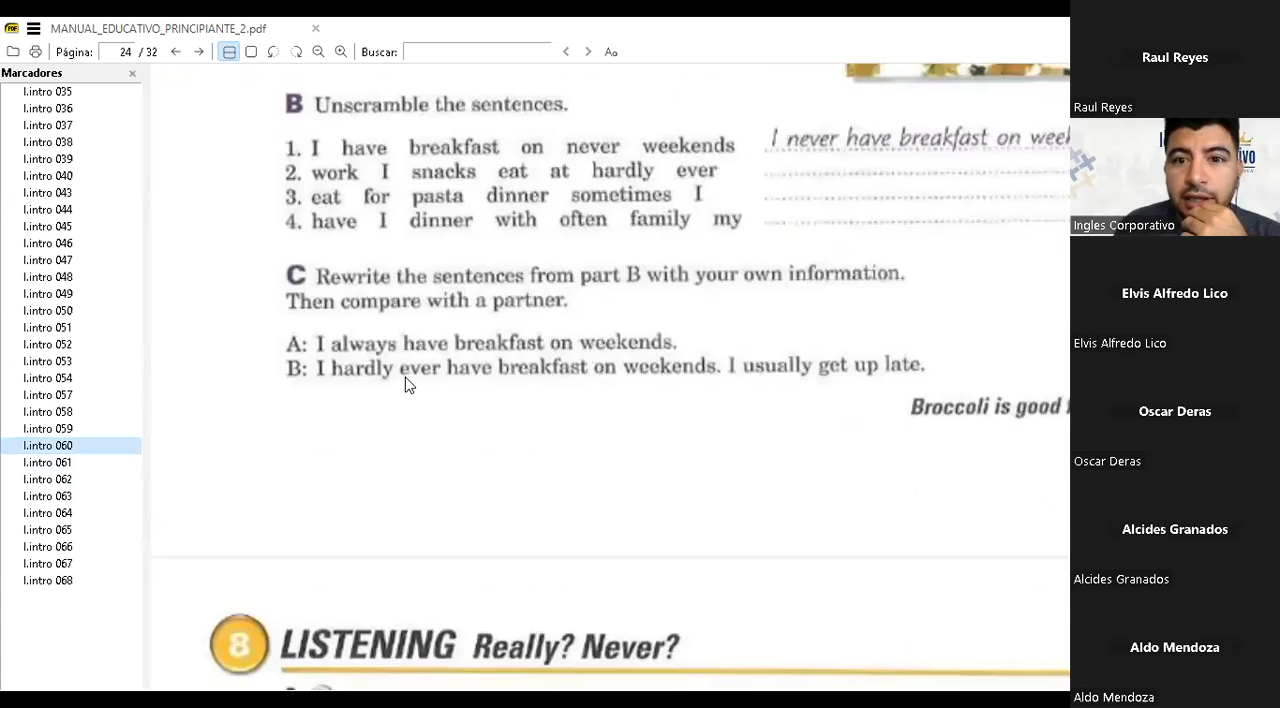 MANUAL_EDUCATIVO_PRINCIPIANTE_2.pdf
Página: 24 / 32 Buscar: Aa
Marcadores
I.intro 035
I.intro 036
I.intro 037
I.intro 038
I.intro 039
I.intro 040
I.intro 043
I.intro 044
I.intro 045
I.intro 046
I.intro 047
I.intro 048
I.intro 049
I.intro 050
I.intro 051
I.intro 052
I.intro 053
I.intro 054
I.intro 057
I.intro 058
I.intro 059
I.intro 060
I.intro 061
I.intro 062
I.intro 063
I.intro 064
I.intro 065
I.intro 066
I.intro 067
I.intro 068
B Unscramble the sentences.
1. I have breakfast on never weekends I never have breakfast on week
2. work I snacks eat at hardly ever
3. eat for pasta dinner sometimes I
4. have I dinner with often family my
C Rewrite the sentences from part B with your own information.
Then compare with a partner.
A: I always have breakfast on weekends.
B: I hardly ever have breakfast on weekends. I usually get up late.
Broccoli is good
8 LISTENING Really? Never?
Raul Reyes
Raul Reyes
Ingles Corporativo
Elvis Alfredo Lico
Elvis Alfredo Lico
Oscar Deras
Oscar Deras
Alcides Granados
Alcides Granados
Aldo Mendoza
Aldo Mendoza